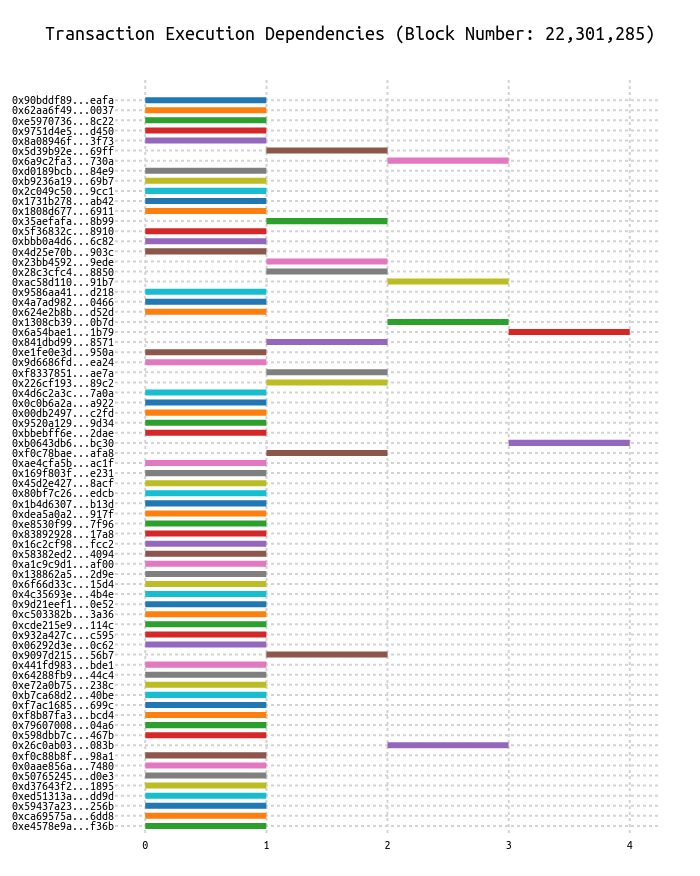 Transaction Execution Dependencies (Block Number: 22,301,285)
0x90bddf89...eafa
0x62aa6f49...0037
0xe5970736...8c22
0x9751d4e5...d450
0x8a08946f...3f73
0x5d39b92e...69ff
0x6a9c2fa3...730a
0xd0189bcb...84e9
0xb9236a19...69b7
0x2c049c50...9cc1
0x1731b278...ab42
0x1808d677...6911
0x35aefafa...8b99
0x5f36832c...8910
0xbbb0a4d6...6c82
0x4d25e70b...903c
0x23bb4592...9ede
0x28c3cfc4...8850
0xac58d110...91b7
0x9586aa41...d218
0x4a7ad982...0466
0x624e2b8b...d52d
0x1308cb39...0b7d
0x6a54bae1...1b79
0x841dbd99...8571
0xe1fe0e3d...950a
0x9d6686fd...ea24
0xf8337851...ae7a
0x226cf193...89c2
0x4d6c2a3c...7a0a
0x0c0b6a2a...a922
0x00db2497...c2fd
0x9520a129...9d34
0xbbebff6e...2dae
0xb0643db6...bc30
0xf0c78bae...afa8
0xae4cfa5b...ac1f
0x169f803f...e231
0x45d2e427...8acf
0x80bf7c26...edcb
0x1b4d6307...b13d
0xdea5a0a2...917f
0xe8530f99...7f96
0x83892928...17a8
0x16c2cf98...fcc2
0x58382ed2...4094
0xa1c9c9d1...af00
0x138862a5...2d9e
0x6f66d33c...15d4
0x4c35693e...4b4e
0x9d21eef1...0e52
0xc503382b...3a36
0xcde215e9...114c
0x932a427c...c595
0x06292d3e...0c62
0x9097d215...56b7
0x441fd983...bde1
0x64288fb9...44c4
0xe72a0b75...238c
0xb7ca68d2...40be
0xf7ac1685...699c
0xf8b87fa3...bcd4
0x79607008...04a6
0x598dbb7c...467b
0x26c0ab03...083b
0xf0c88b8f...98a1
0x0aae856a...7480
0x50765245...d0e3
0xd37643f2...1895
0xed51313a...dd9d
0x59437a23...256b
0xca69575a...6dd8
0xe4578e9a...f36b
0 1 2 3 4